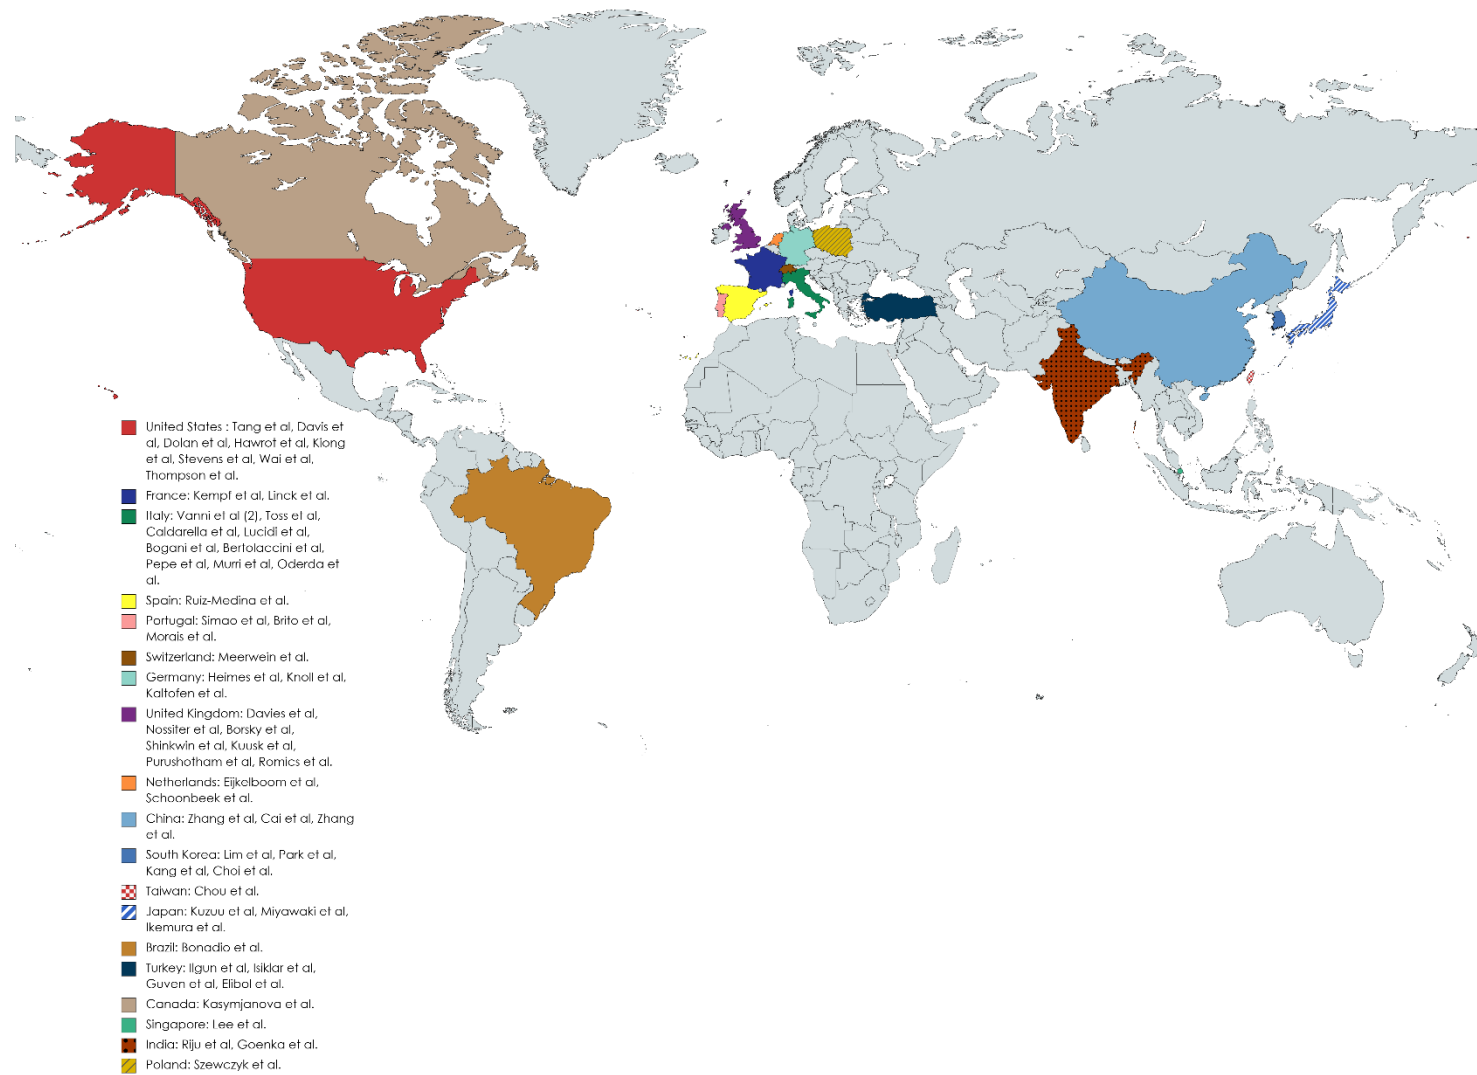 United States : Tang et al, Davis et
al, Dolan et al, Hawrot et al, Klong
et al, Stevens et al, Wai et al,
Thompson et al.
France: Kempf et al, Linck et al.
Italy: Vanni et al (2), Toss et al,
Caldarella et al, Lucidi et al,
Bogani et al, Bertolaccini et al,
Pepe et al, Murri et al, Oderda et
al.
Spain: Ruiz-Medina et al.
Portugal: Simao et al, Brito et al,
Morais et al.
Switzerland: Meerwein et al.
Germany: Heimes et al, Knoll et al,
Kaltofen et al.
United Kingdom: Davies et al,
Nossiter et al, Borsky et al,
Shinkwin et al, Kuusk et al,
Purushotham et al, Romics et al.
Netherlands: Eijkelboom et al,
Schoonbeek et al.
China: Zhang et al, Cai et al, Zhang
et al.
South Korea: Lim et al, Park et al,
Kang et al, Choi et al.
Taiwan: Chou et al.
Japan: Kuzuu et al, Miyawaki et al,
Ikemura et al.
Brazil: Bonadio et al.
Turkey: Ilgun et al, Isiklar et al,
Guven et al, Elibol et al.
Canada: Kasymjanova et al.
Singapore: Lee et al.
India: Riju et al, Goenka et al.
Poland: Szewczyk et al.